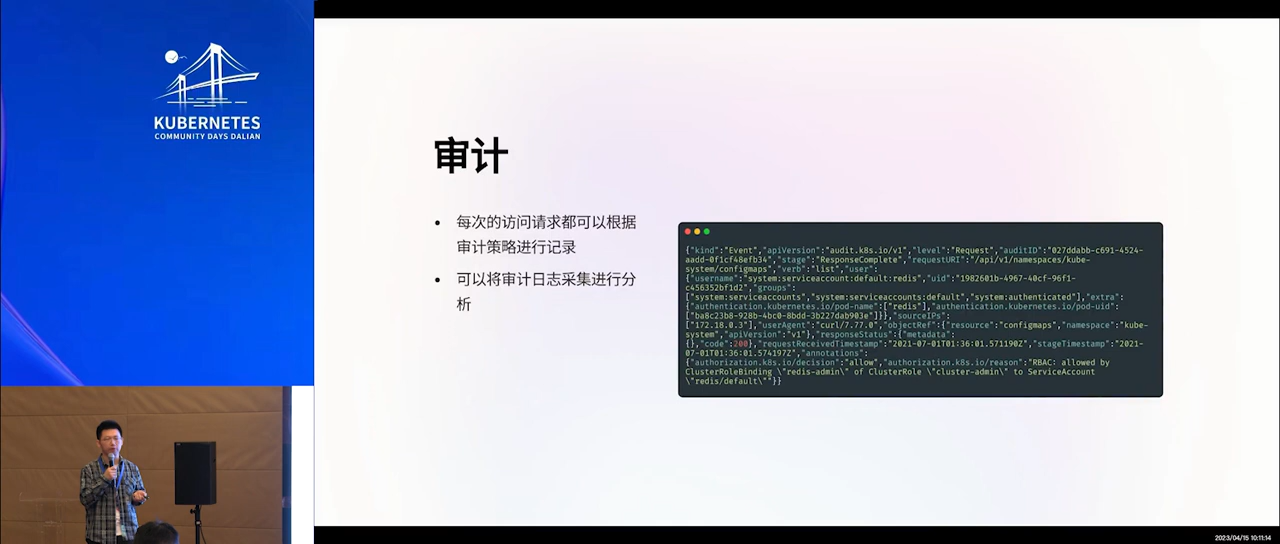 KUBERNETES
COMMUNITY DAYS DALIAN
审计
• 每次的访问请求都可以根据
审计策略进行记录
• 可以将审计日志采集进行分
析
{"kind":"Event","apiVersion":"audit.k8s.io/v1","level":"Request","auditID":"027ddabb-c691-4524-
aadd-0f1cf48efb34","stage":"ResponseComplete","requestURI":"/api/v1/namespaces/kube-
system/configmaps","verb":"list","user":
{"username":"system:serviceaccount:default:redis","uid":"1982601b-4967-40cf-96f1-
c456352bf1d2","groups":
["system:serviceaccounts","system:serviceaccounts:default","system:authenticated"],"extra":
{"authentication.kubernetes.io/pod-name":["redis"],"authentication.kubernetes.io/pod-uid":
["ba8c23b8-928b-4bc0-8bdd-3b227dab903e"]}},"sourceIPs":
["172.18.0.3"],"userAgent":"curl/7.77.0","objectRef":{"resource":"configmaps","namespace":"kube-
system","apiVersion":"v1"},"responseStatus":{"metadata":
{},"code":200},"requestReceivedTimestamp":"2021-07-01T01:36:01.571190Z","stageTimestamp":"2021-
07-01T01:36:01.574197Z","annotations":
{"authorization.k8s.io/decision":"allow","authorization.k8s.io/reason":"RBAC: allowed by
ClusterRoleBinding \"redis-admin\" of ClusterRole \"cluster-admin\" to ServiceAccount
\"redis/default\""}}
2023/04/15 10:11:14